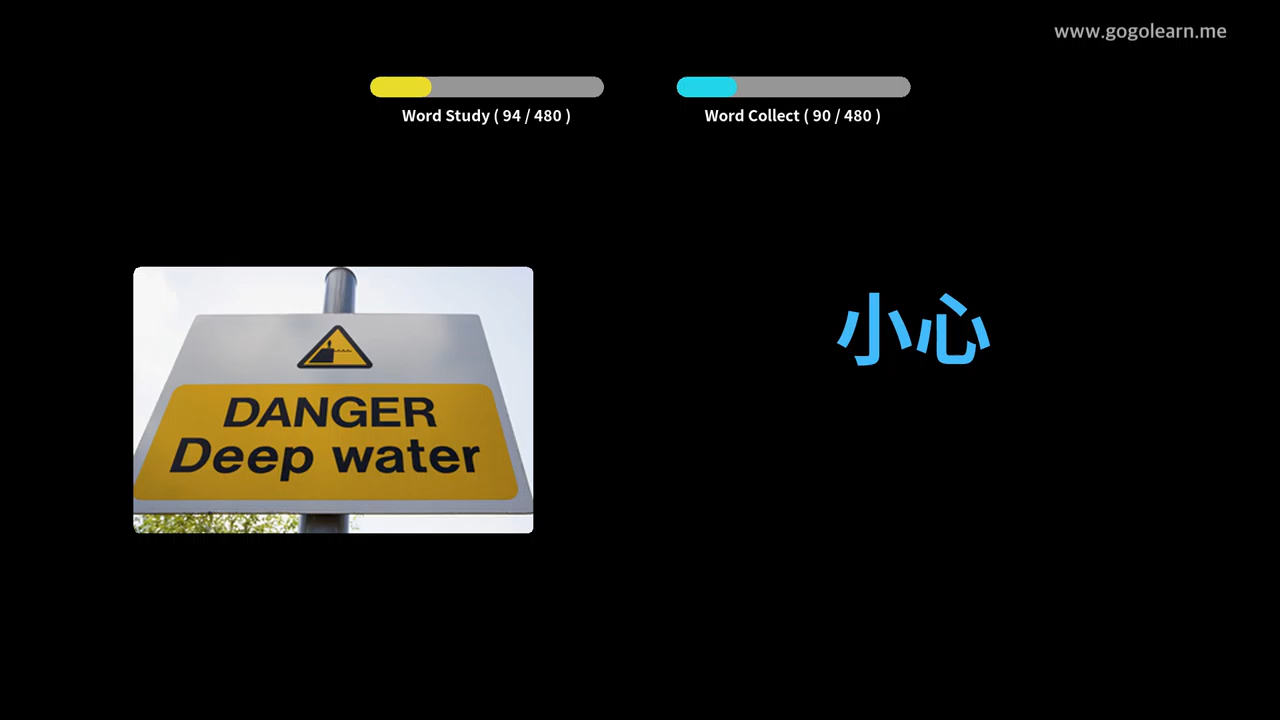 www.gogolearn.me
Word Study ( 94 / 480 )
Word Collect ( 90 / 480 )
小心
DANGER
Deep water